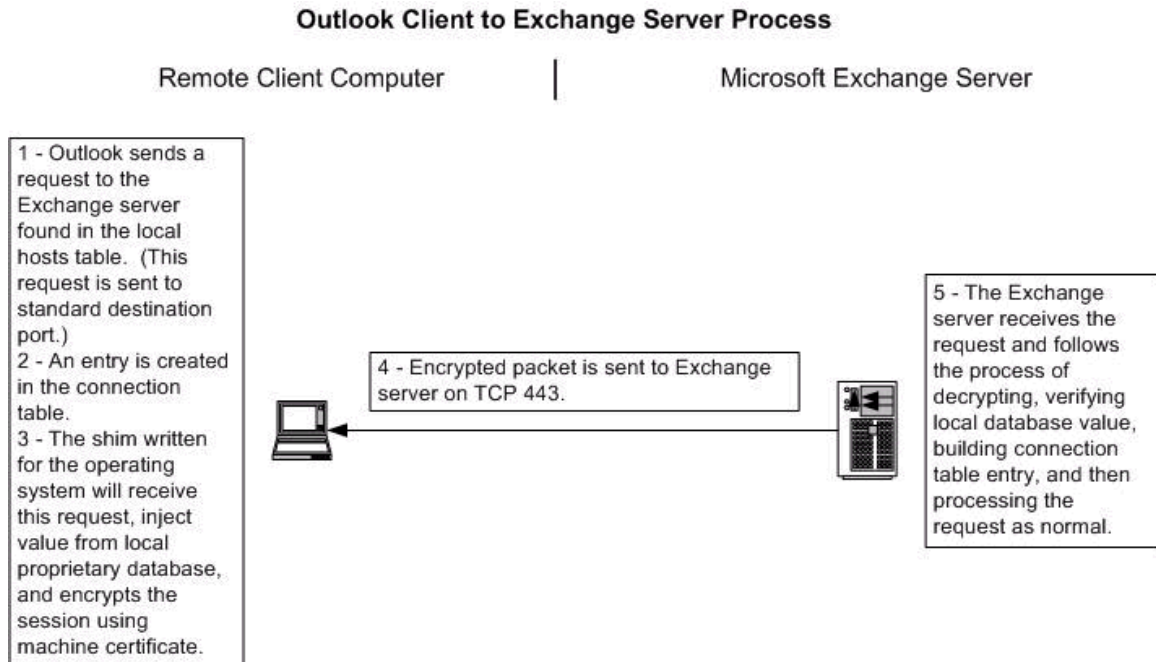 Outlook Client to Exchange Server Process
Remote Client Computer
Microsoft Exchange Server
1 - Outlook sends a
request to the
Exchange server
found in the local
hosts table.  (This
request is sent to
standard destination
port.)
2 - An entry is created
in the connection
table.
3 - The shim written
for the operating
system will receive
this request, inject
value from local
proprietary database,
and encrypts the
session using
machine certificate.
4 - Encrypted packet is sent to Exchange
server on TCP 443.
5 - The Exchange
server receives the
request and follows
the process of
decrypting, verifying
local database value,
building connection
table entry, and then
processing the
request as normal.